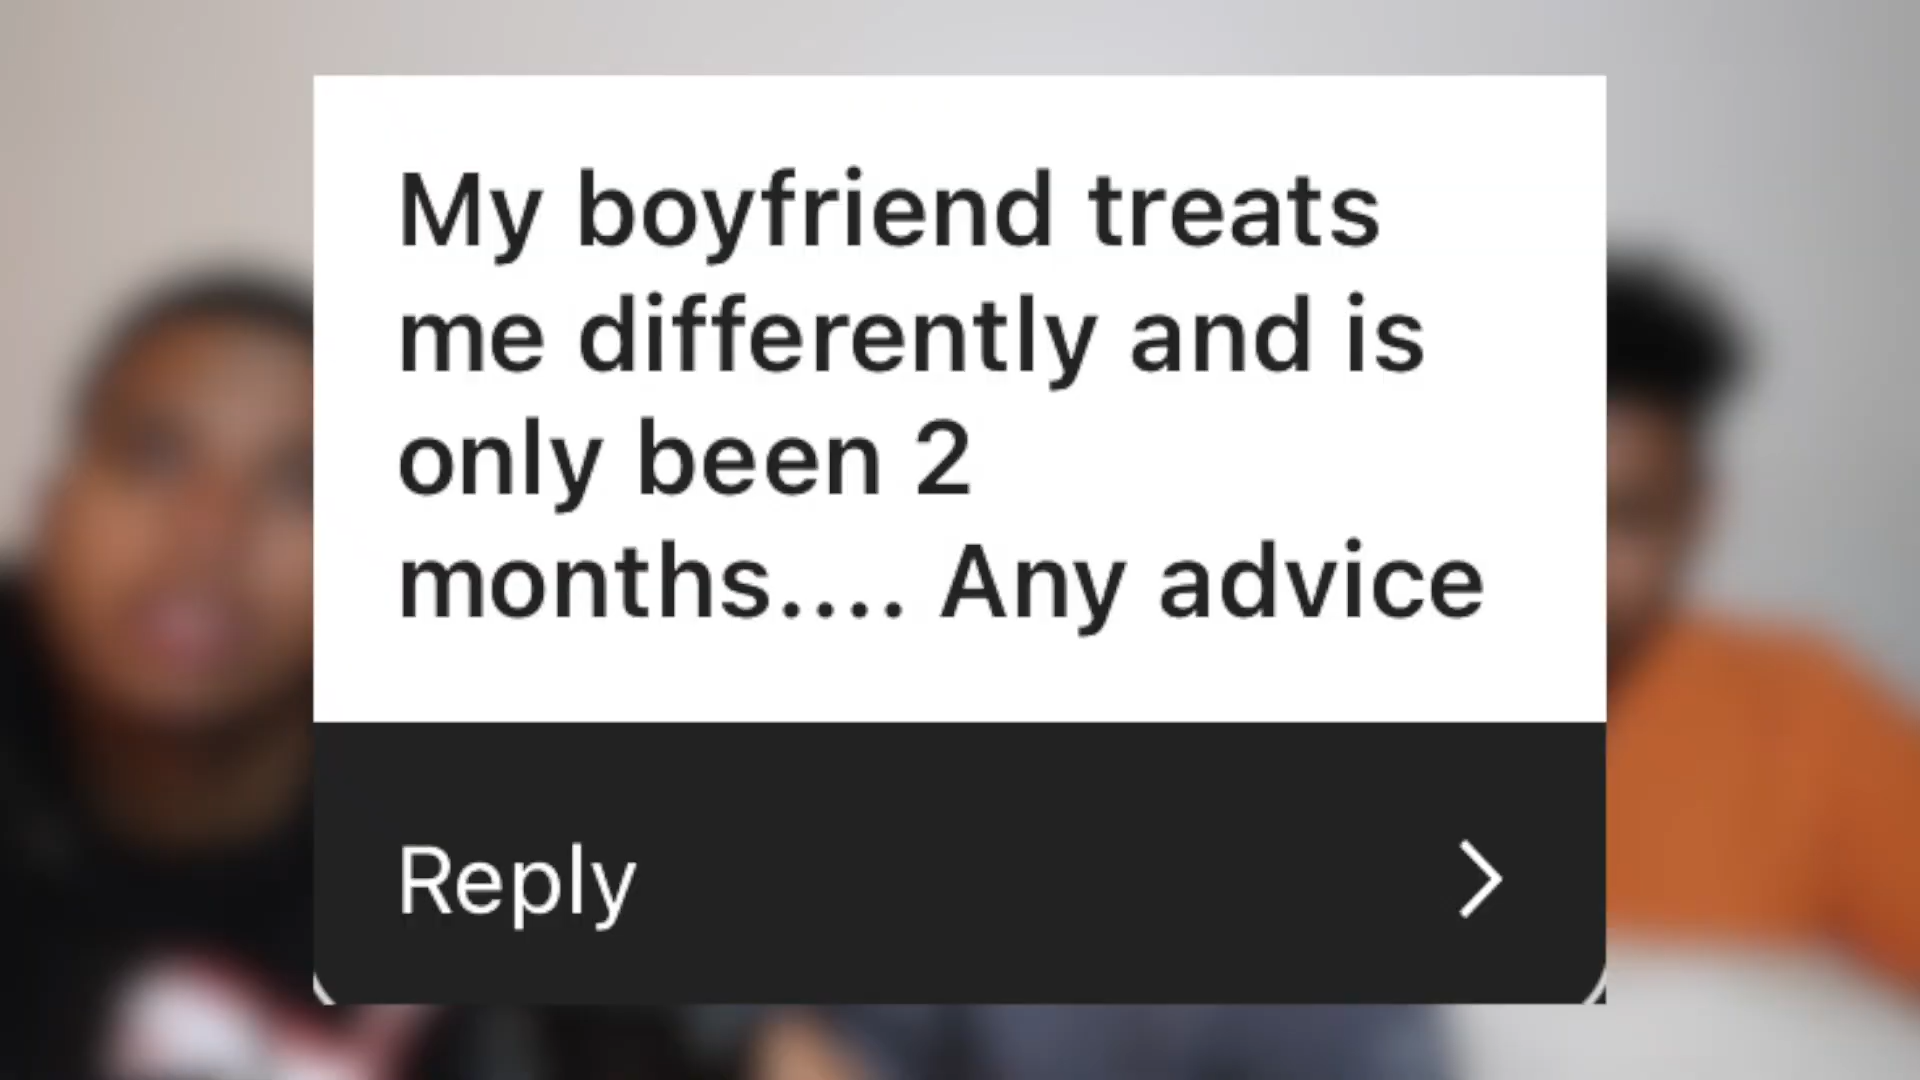 My boyfriend treats
me differently and is
only been 2
months.... Any advice
Reply